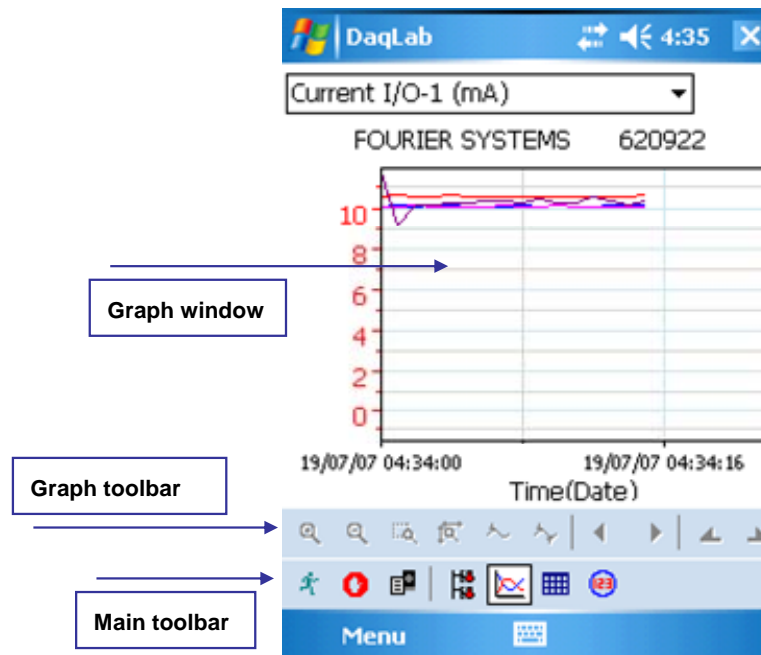 DaqLab 4:35
Current I/O-1 (mA)
FOURIER SYSTEMS 620922
10
8
6
4
2
0
Graph window
19/07/07 04:34:00 19/07/07 04:34:16
Time(Date)
Graph toolbar
123
Main toolbar
Menu